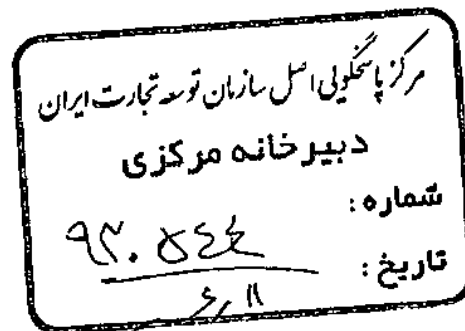 مرکز پاسخگویی اصل سازمان توسعه تجارت ایران
دبیرخانه مرکزی
شماره :
تاریخ :